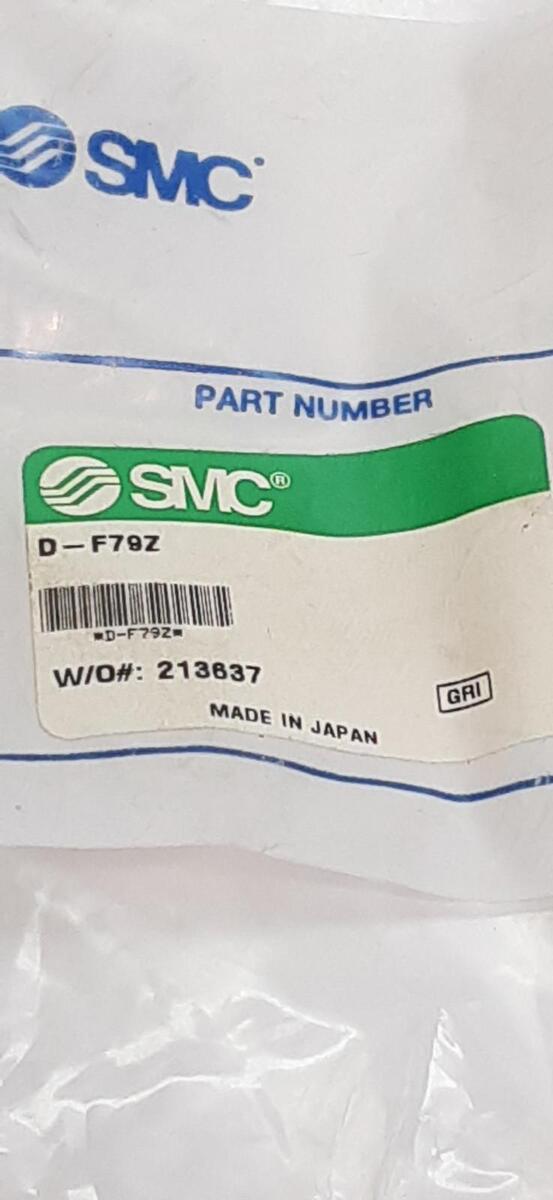 SMC
PART NUMBER
SMC®
D-F79Z
*D-F79Z*
W/O#: 213637
GRI
MADE IN JAPAN